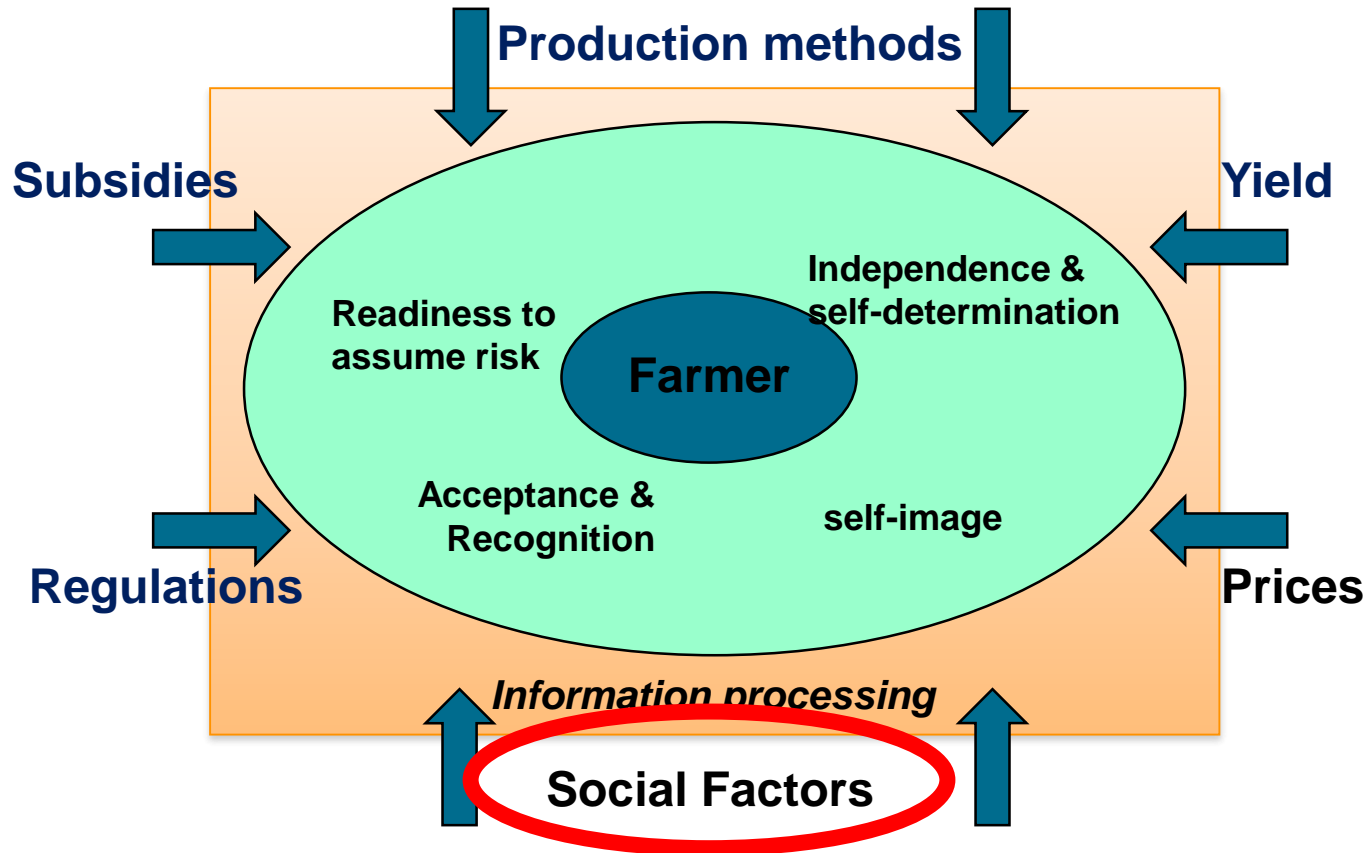 Production methods
Subsidies
Yield
Independence &
self-determination
Readiness to
assume risk
Farmer
Acceptance &
Recognition
self-image
Regulations
Prices
Information processing
Social Factors